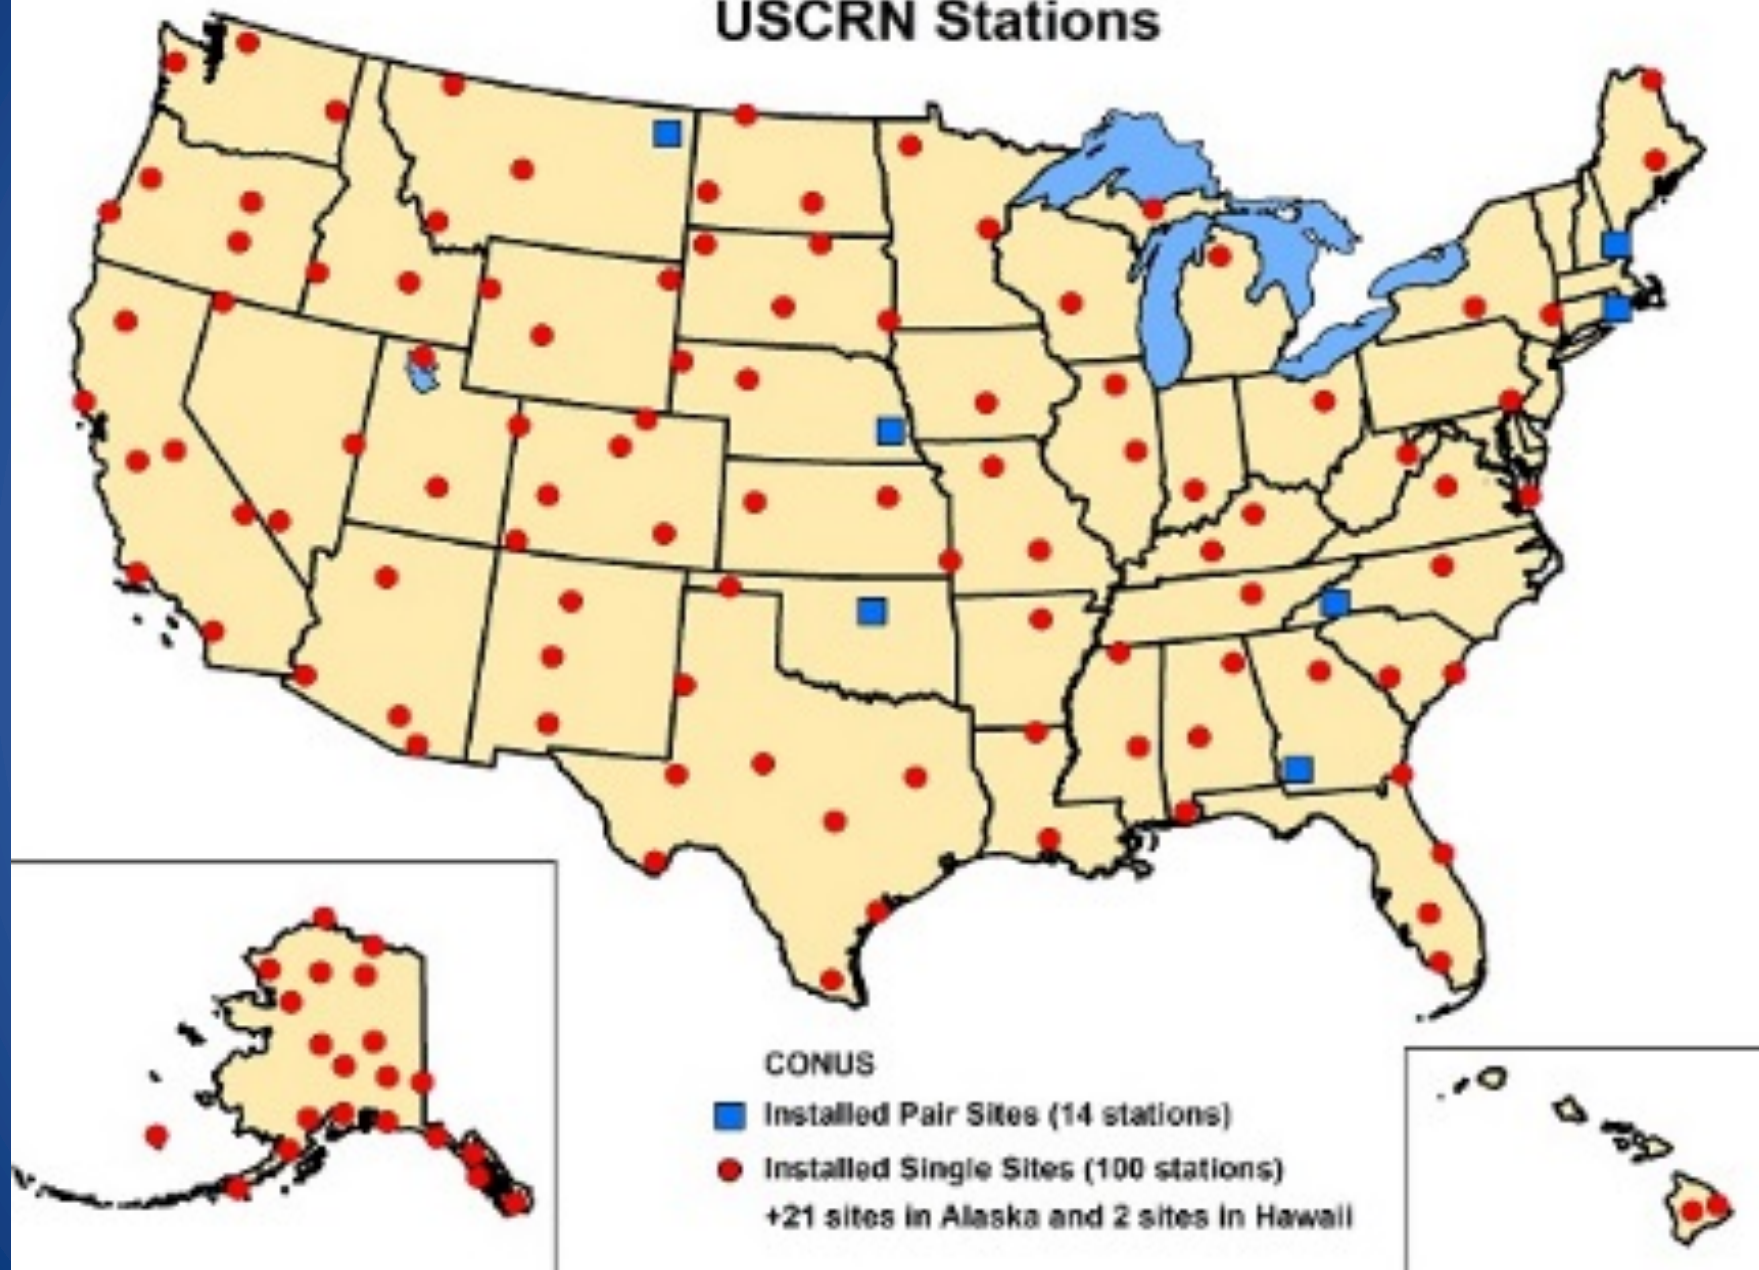 USCRN Stations
CONUS
Installed Pair Sites (14 stations)
Installed Single Sites (100 stations)
+21 sites in Alaska and 2 sites in Hawaii